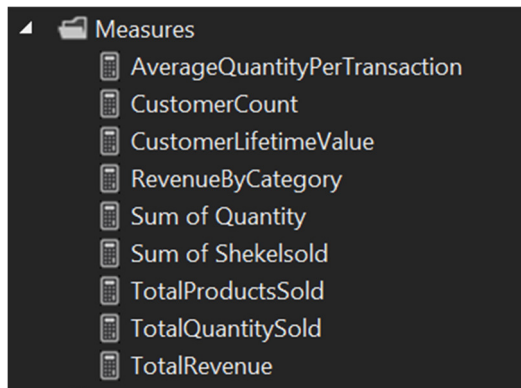 Measures
AverageQuantityPerTransaction
CustomerCount
CustomerLifetimeValue
RevenueByCategory
Sum of Quantity
Sum of Shekelsold
TotalProductsSold
TotalQuantitySold
TotalRevenue